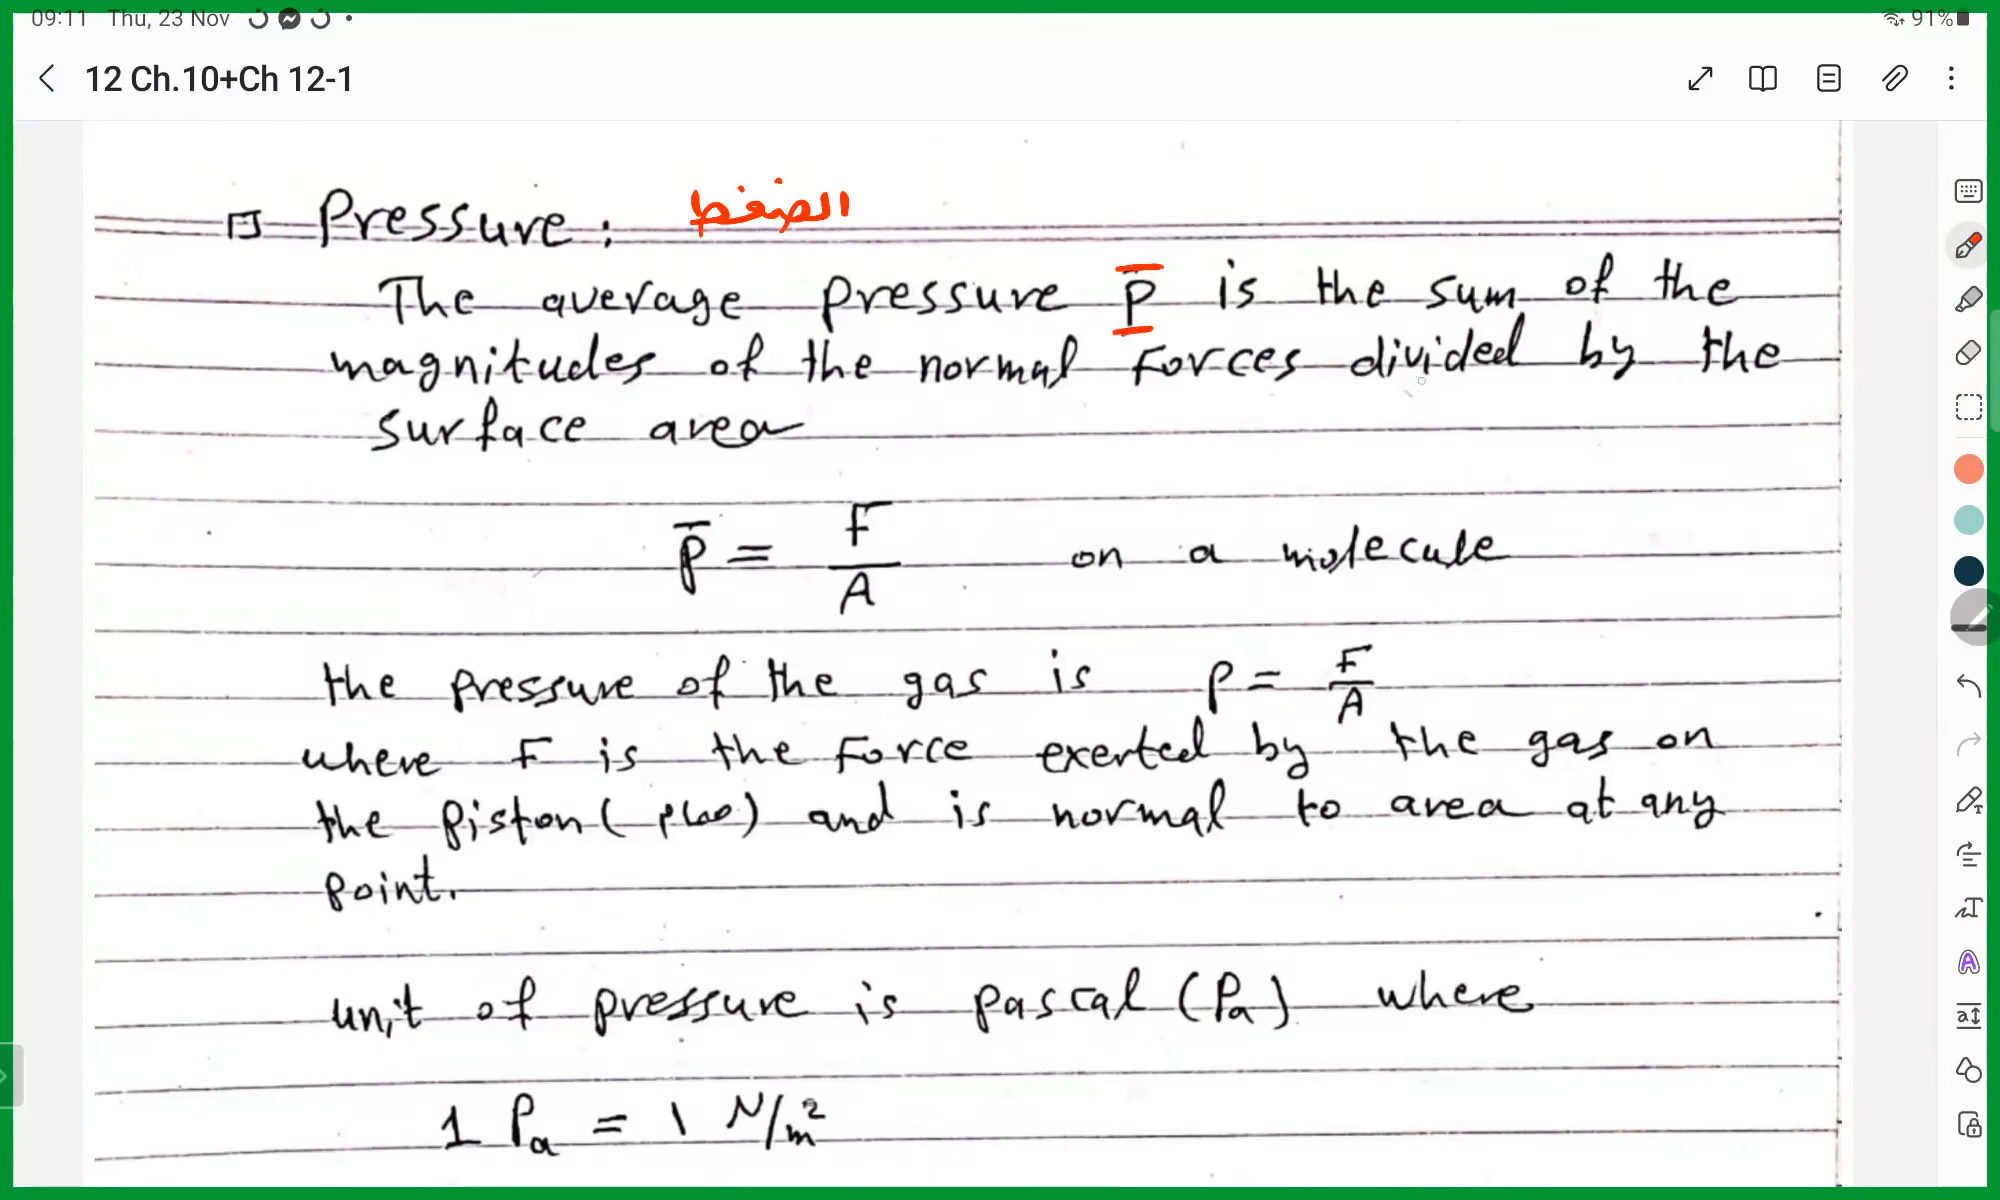 09:11 Thu, 23 Nov
91%
12 Ch.10+Ch 12-1
Pressure: الضغط
The average pressure p̅ is the sum of the
magnitudes of the normal forces divided by the
surface area
p̅ = F/A on a molecule
the pressure of the gas is p = F/A
where F is the force exerted by the gas on
the piston ( ) and is normal to area at any
point.
unit of pressure is pascal (Pa) where
1 Pa = 1 N/m²